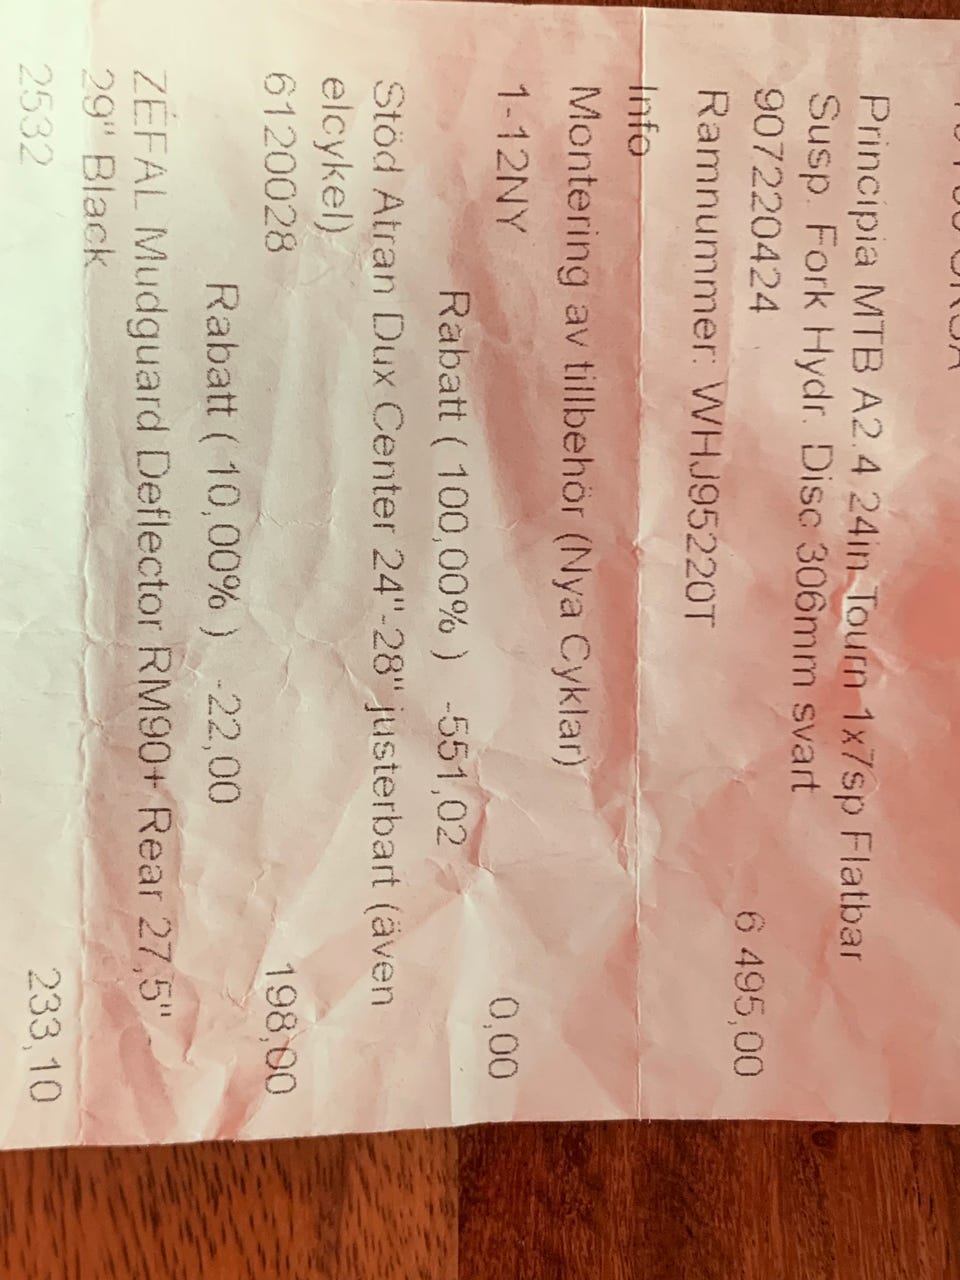 Principia MTB A2.4 24in Tourn 1x7sp Flatbar
Susp. Fork Hydr. Disc 306mm svart
907220424 6 495,00
Ramnummer: WHJ95220T
Info
Montering av tillbehör (Nya Cyklar)
1-12NY 0,00
Rabatt ( 100,00% ) -551,02
Stöd Atran Dux Center 24"-28" justerbart (även
elcykel)
6120028 198,00
Rabatt ( 10,00% ) -22,00
ZÉFAL Mudguard Deflector RM90+ Rear 27,5"
29" Black
2532 233,10